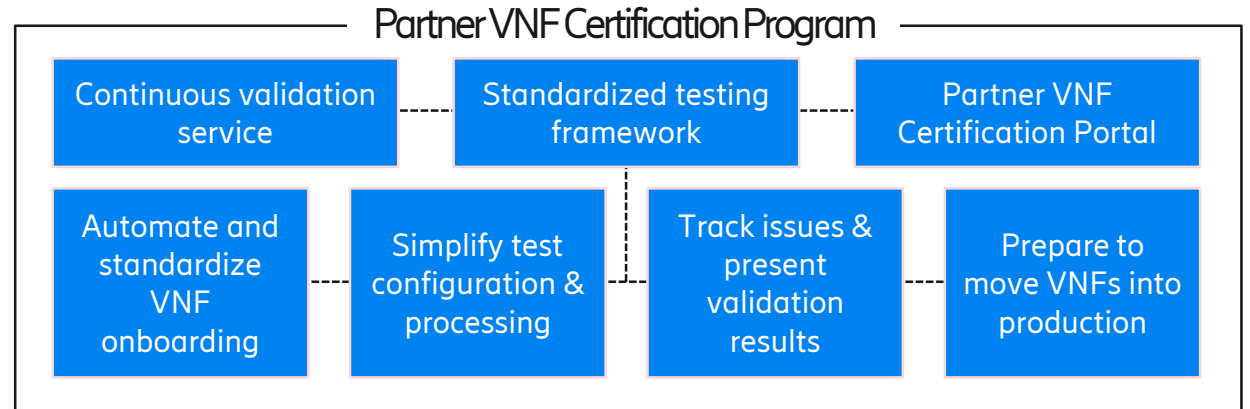 Partner VNF Certification Program
Continuous validation
service
Standardized testing
framework
Partner VNF
Certification Portal
Automate and
standardize
VNF
onboarding
Simplify test
configuration &
processing
Track issues &
present
validation
results
Prepare to
move VNFs into
production